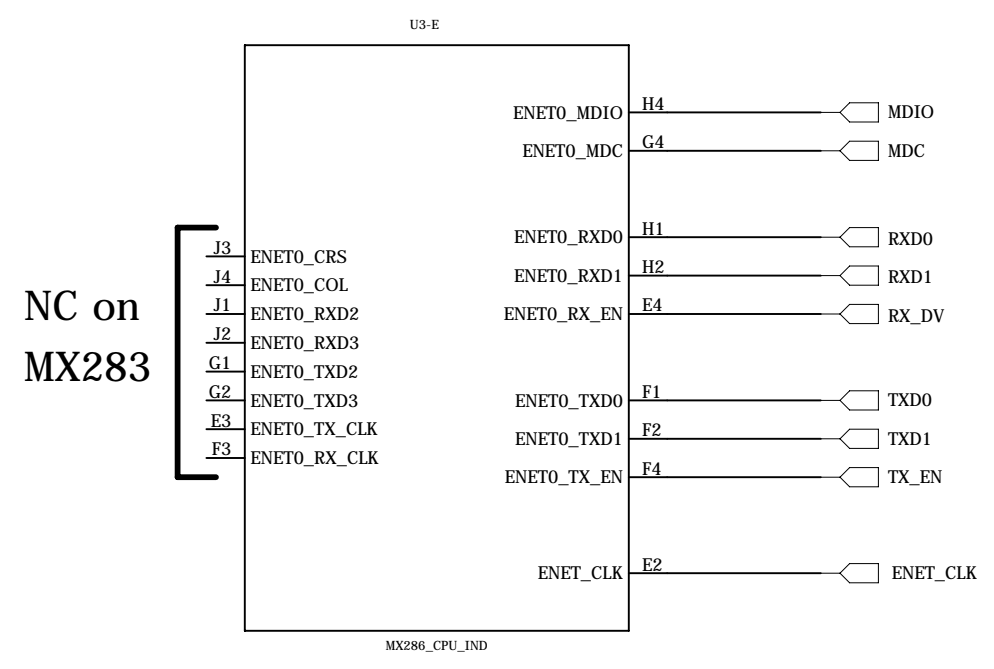 U3-E
ENET0_MDIO H4 MDIO
ENET0_MDC G4 MDC
ENET0_RXD0 H1 RXD0
ENET0_RXD1 H2 RXD1
ENET0_RX_EN E4 RX_DV
ENET0_TXD0 F1 TXD0
ENET0_TXD1 F2 TXD1
ENET0_TX_EN F4 TX_EN
ENET_CLK E2 ENET_CLK
NC on
MX283
J3 ENET0_CRS
J4 ENET0_COL
J1 ENET0_RXD2
J2 ENET0_RXD3
G1 ENET0_TXD2
G2 ENET0_TXD3
E3 ENET0_TX_CLK
F3 ENET0_RX_CLK
MX286_CPU_IND